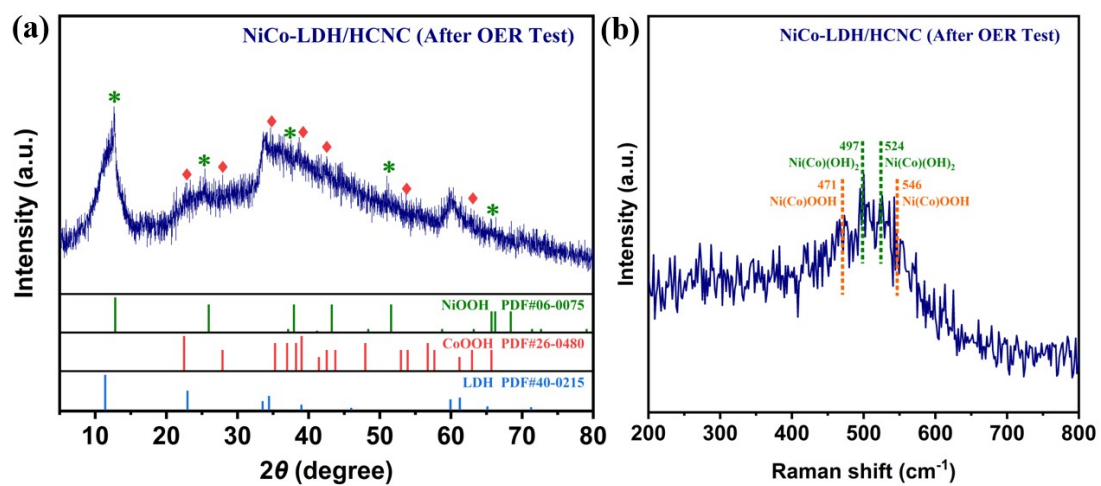 (a)
NiCo-LDH/HCNC (After OER Test)
Intensity (a.u.)
NiOOH PDF#06-0075
CoOOH PDF#26-0480
LDH PDF#40-0215
10 20 30 40 50 60 70 80
2θ (degree)
(b)
NiCo-LDH/HCNC (After OER Test)
Intensity (a.u.)
497 524
Ni(Co)(OH)₂ Ni(Co)(OH)₂
471 546
Ni(Co)OOH Ni(Co)OOH
200 300 400 500 600 700 800
Raman shift (cm⁻¹)